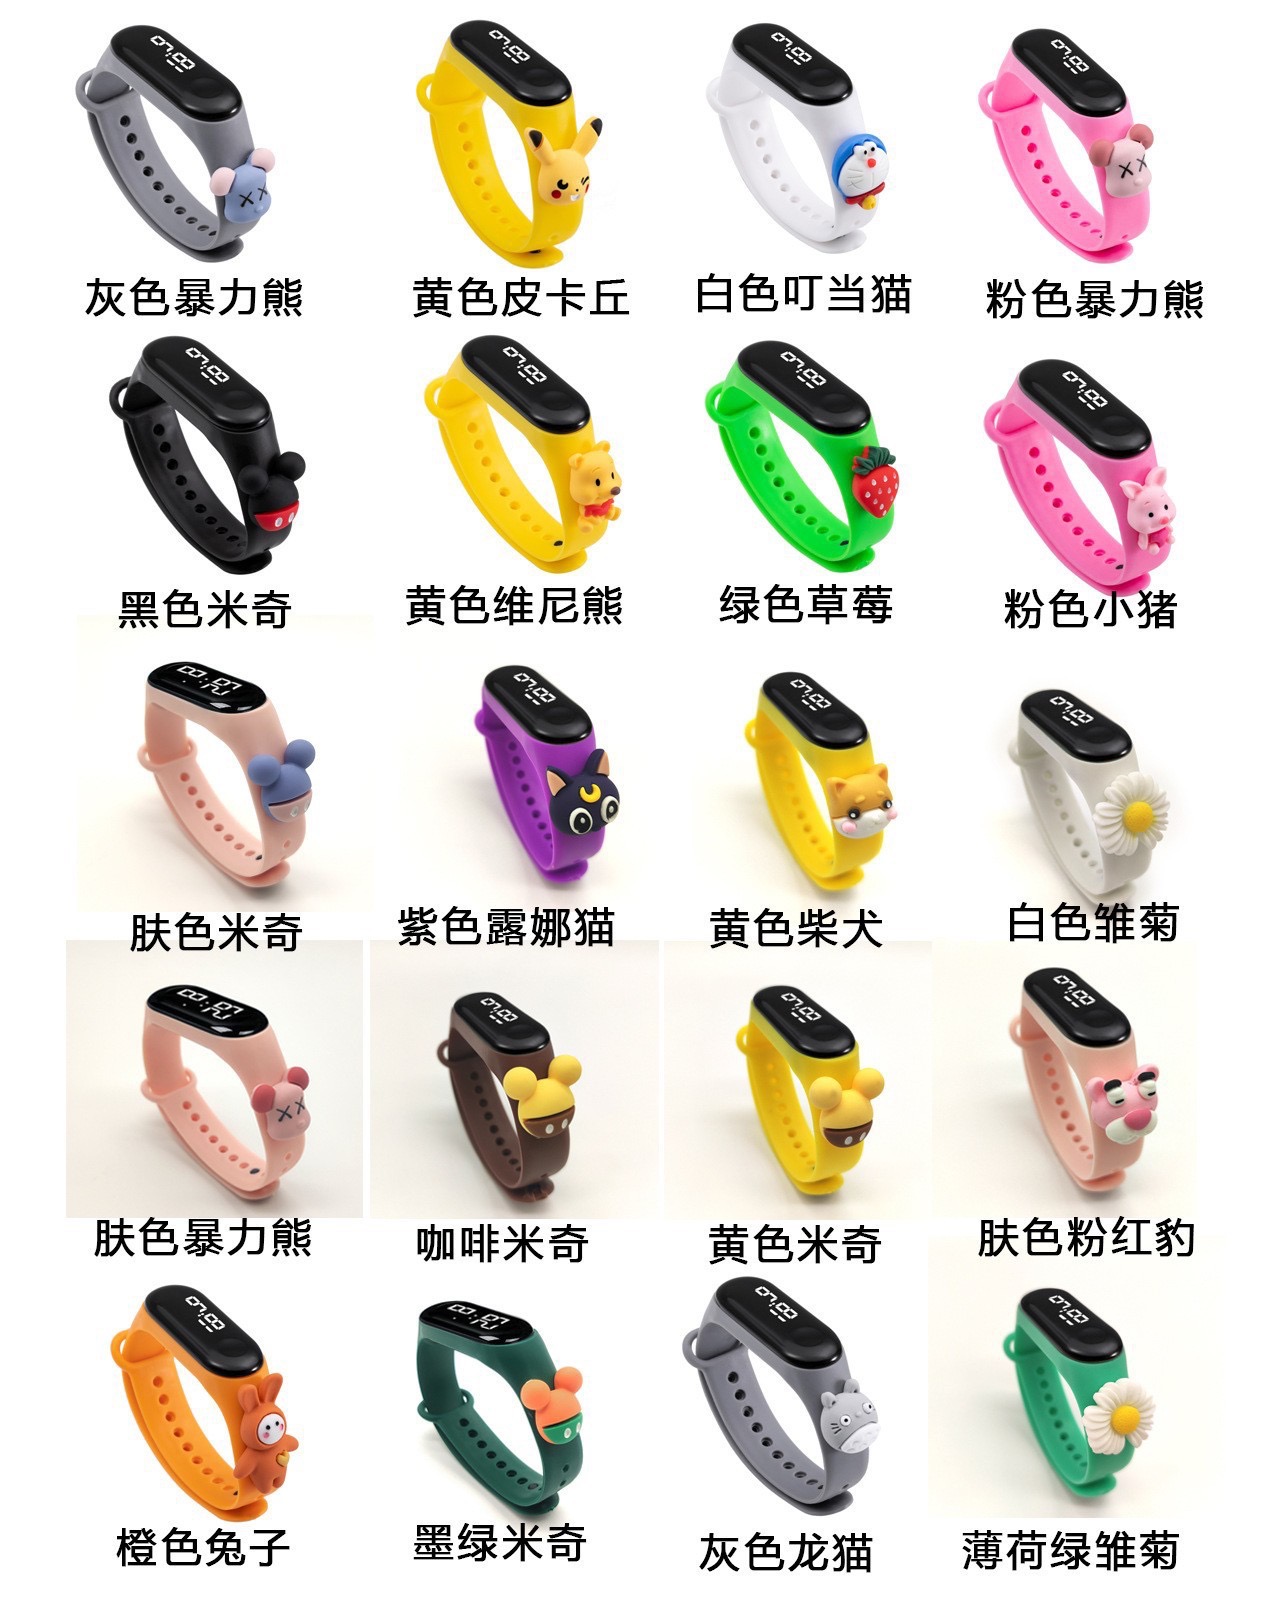 灰色暴力熊
黄色皮卡丘
白色叮当猫
粉色暴力熊
黑色米奇
黄色维尼熊
绿色草莓
粉色小猪
肤色米奇
紫色露娜猫
黄色柴犬
白色雏菊
肤色暴力熊
咖啡米奇
黄色米奇
肤色粉红豹
橙色兔子
墨绿米奇
灰色龙猫
薄荷绿雏菊